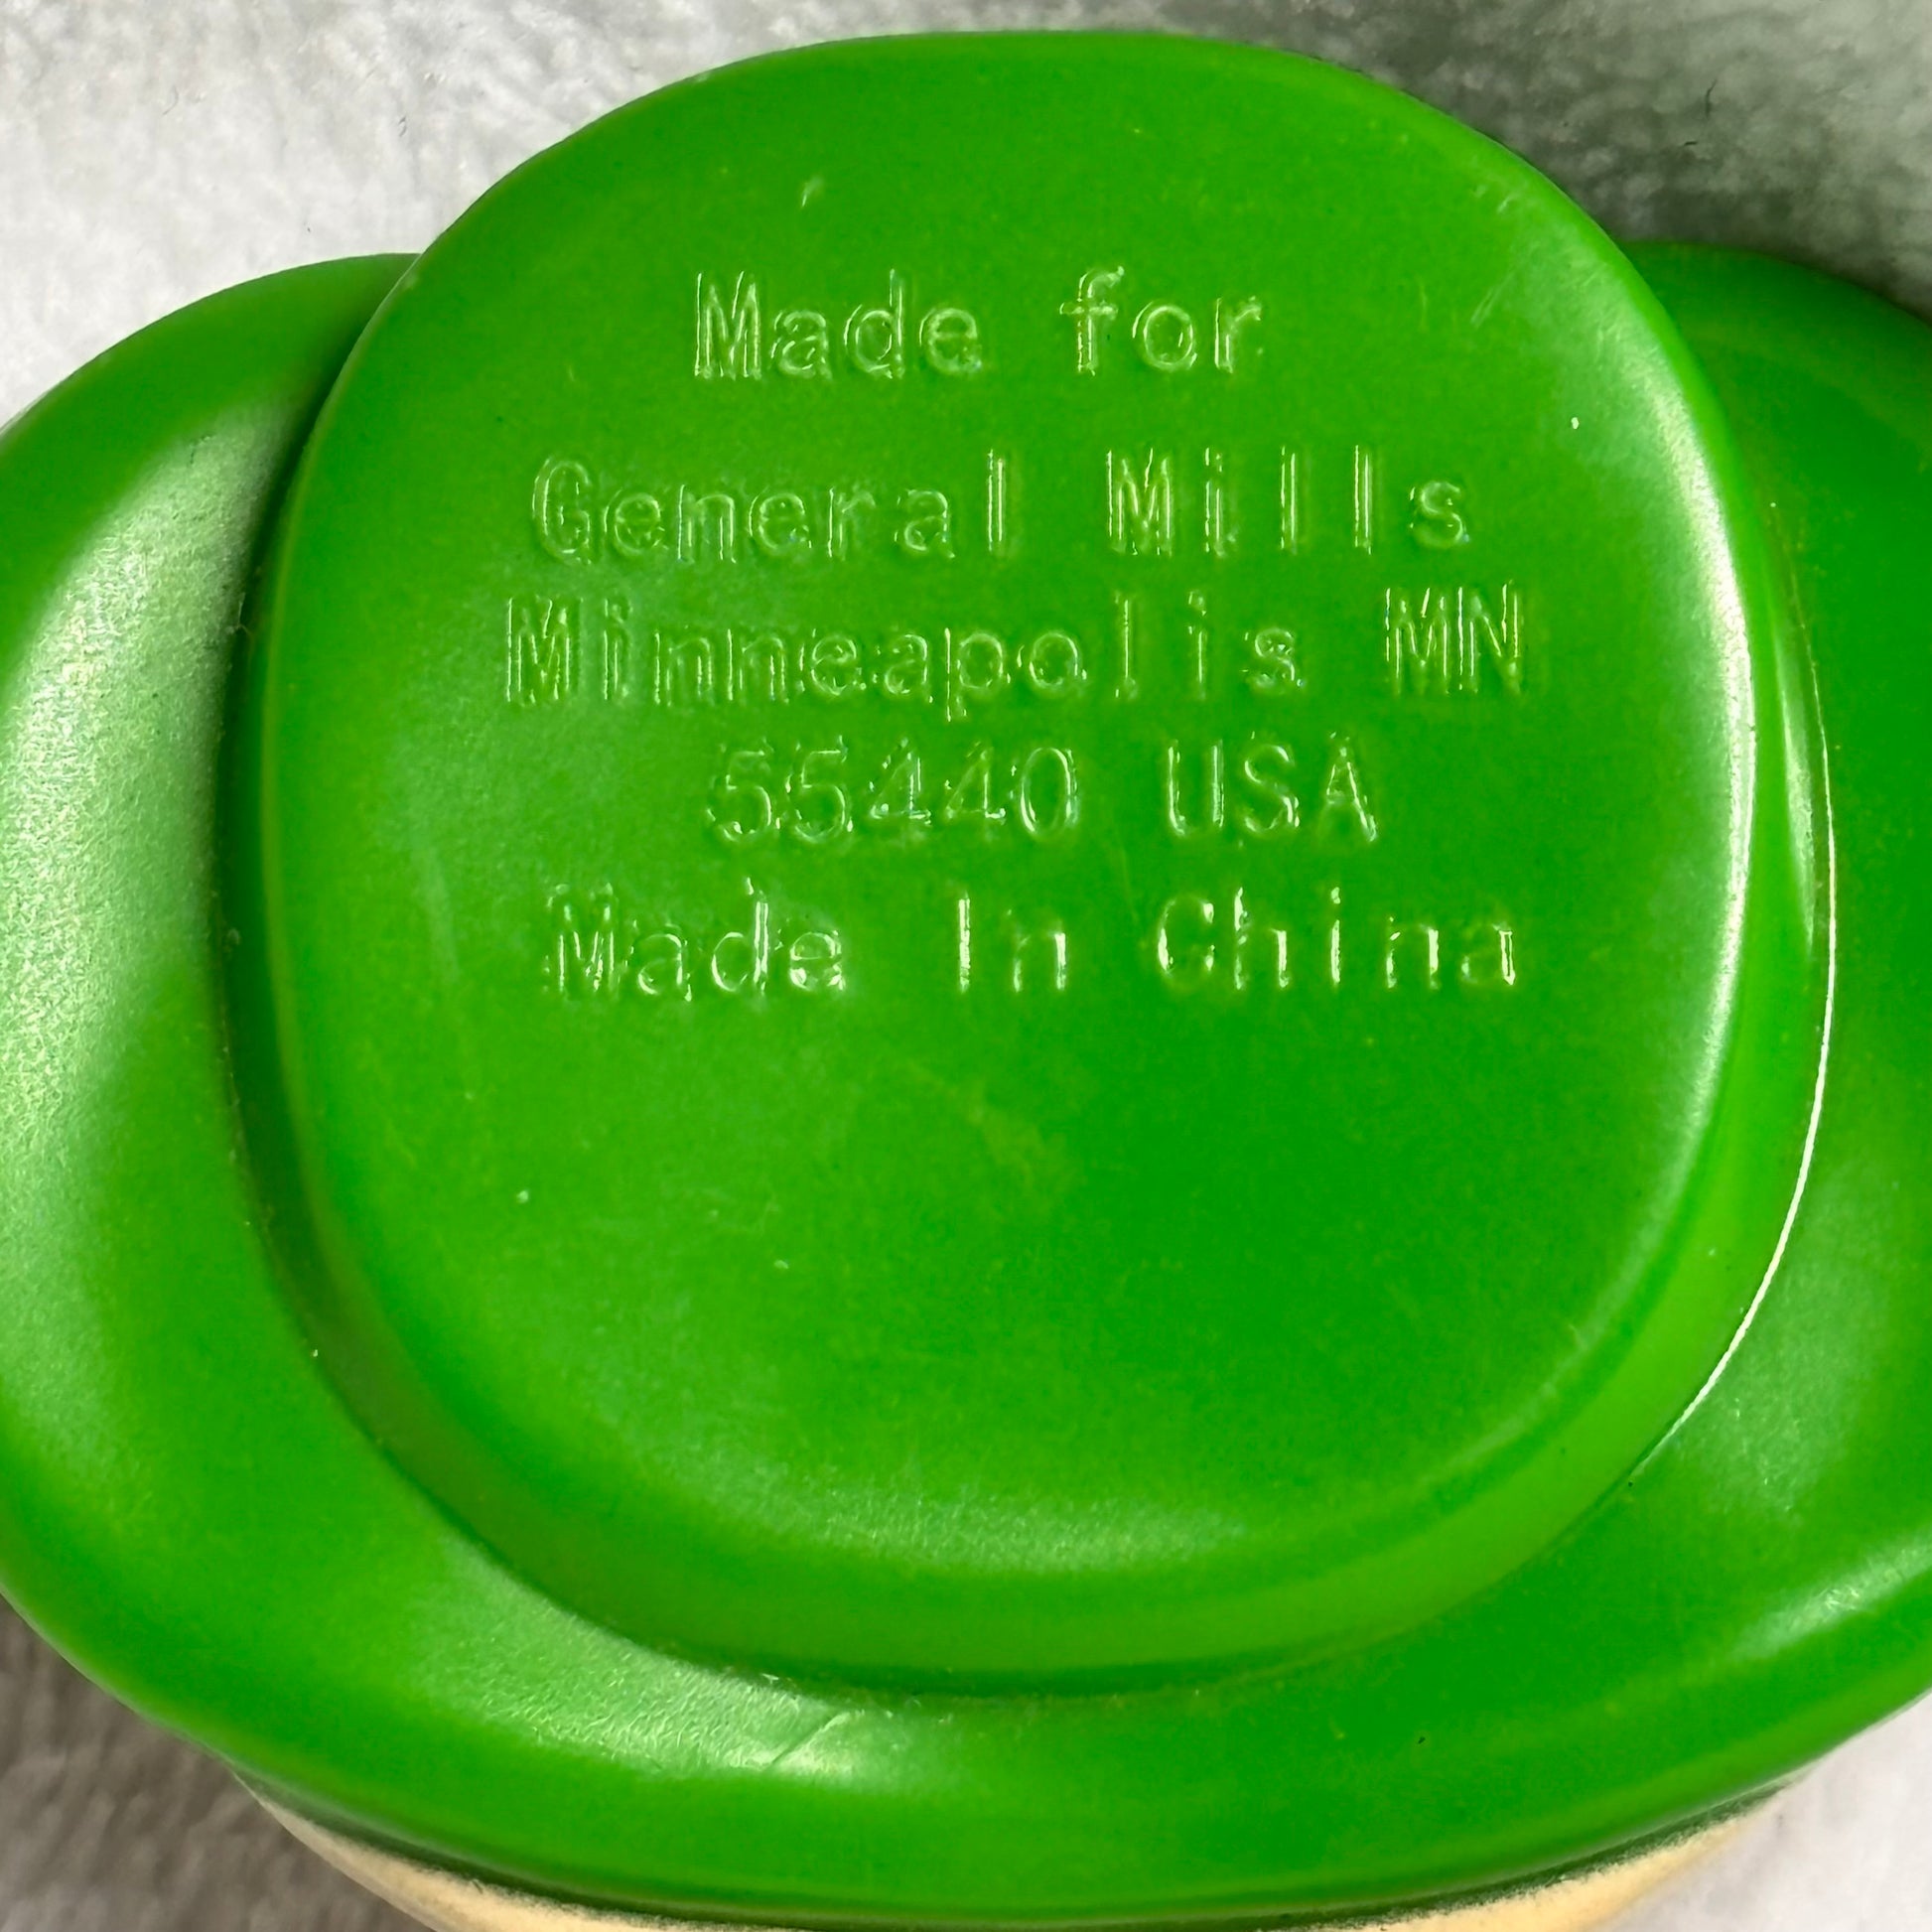 Made for
General Mills
Minneapolis MN
55440 USA
Made In China